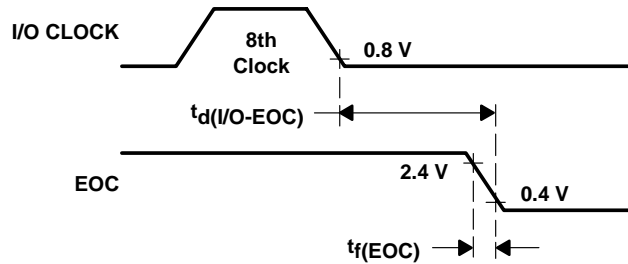 I/O CLOCK
8th
Clock
0.8 V
td(I/O-EOC)
EOC
2.4 V
0.4 V
tf(EOC)